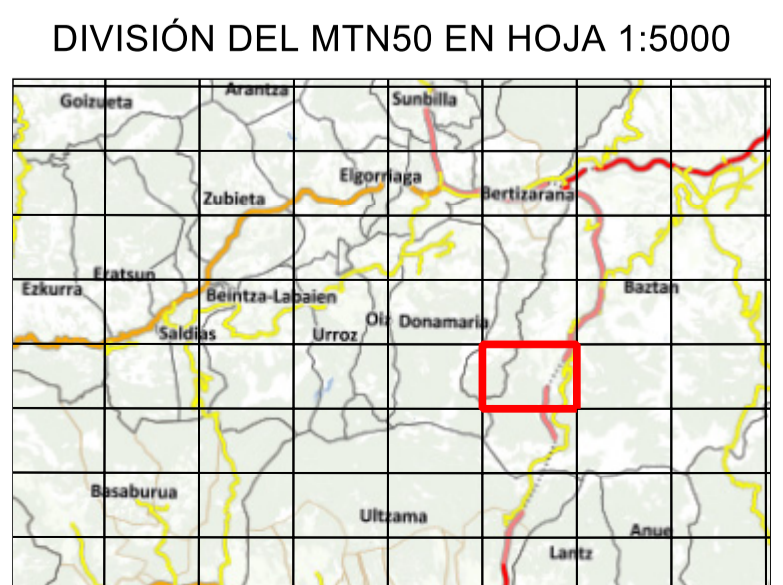 DIVISIÓN DEL MTN50 EN HOJA 1:5000
Arantza
Goizueta
Sunbilla
Elgorriaga
Zubieta
Bertizarana
Eratsun
Ezkurra
Beintza-Labaien
Baztan
Oiz
Donamaria
Saldias
Urroz
Basaburua
Ultzama
Anue
Lantz